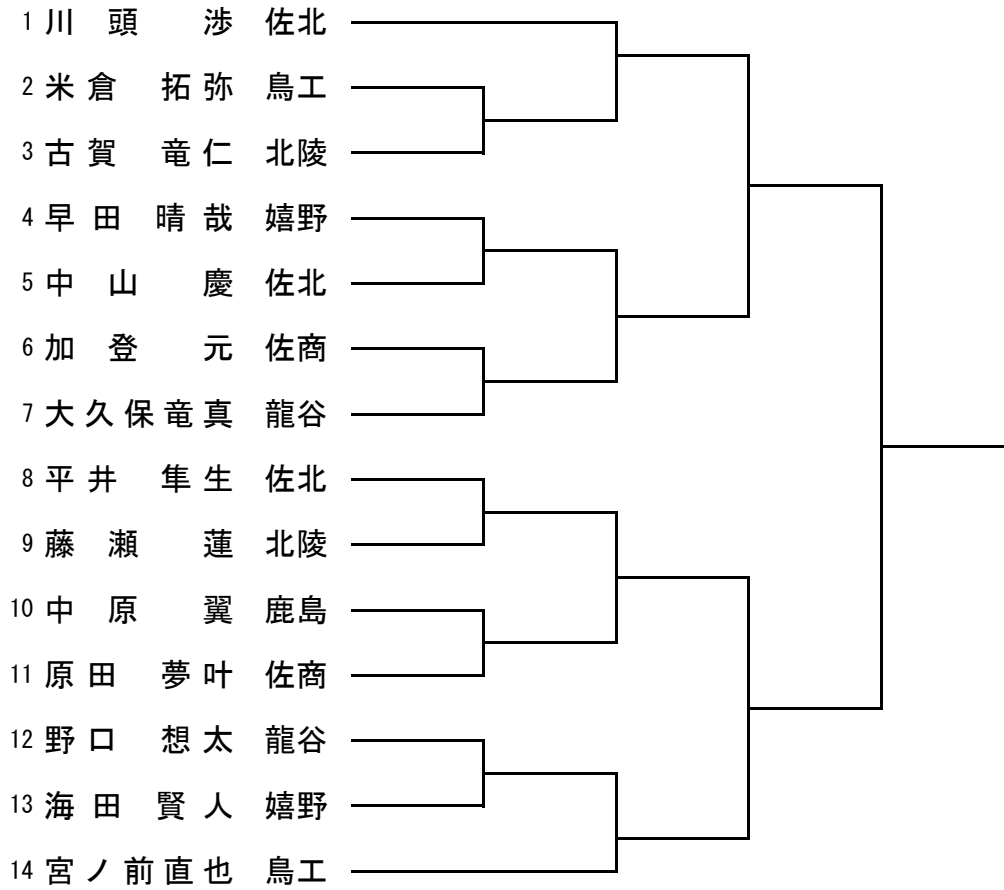 1 川 頭 渉 佐北
2 米倉 拓弥 鳥工
3 古賀 竜仁 北陵
4 早田 晴哉 嬉野
5 中 山 慶 佐北
6 加 登 元 佐商
7 大久保竜真 龍谷
8 平井 隼生 佐北
9 藤 瀬 蓮 北陵
10 中 原 翼 鹿島
11 原田 夢叶 佐商
12 野口 想太 龍谷
13 海田 賢人 嬉野
14 宮ノ前直也 鳥工